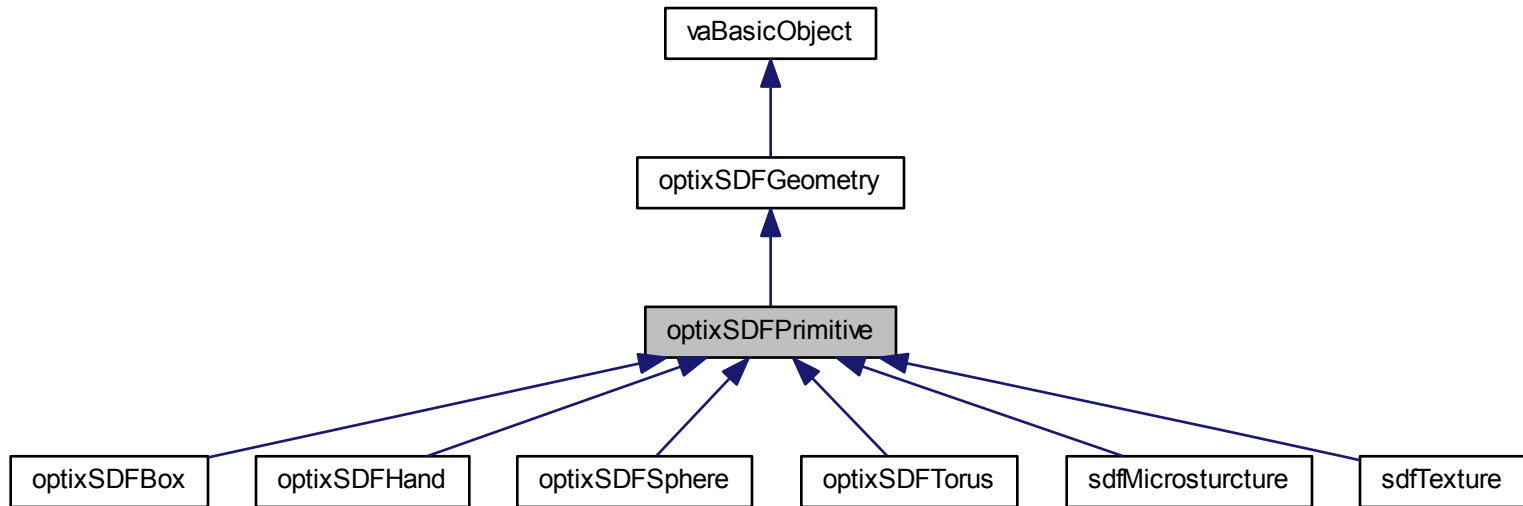 vaBasicObject
optixSDFGeometry
optixSDFPrimitive
optixSDFBox
optixSDFHand
optixSDFSphere
optixSDFTorus
sdfMicrosturcture
sdfTexture